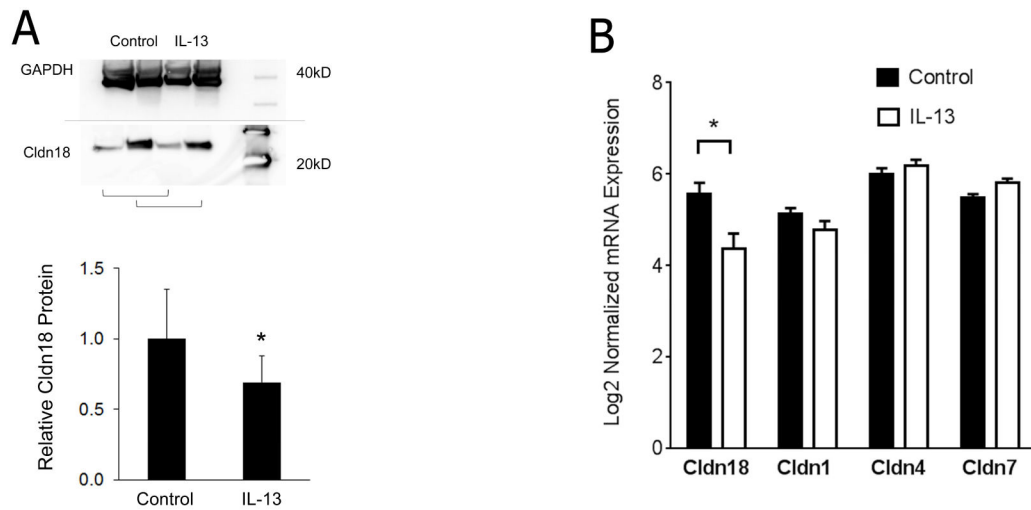 A
Control IL-13
GAPDH
40kD
Cldn18
20kD
Relative Cldn18 Protein
1.5
1.0
0.5
0.0
*
Control IL-13
B
Log2 Normalized mRNA Expression
8
6
4
2
0
Control
IL-13
*
Cldn18 Cldn1 Cldn4 Cldn7